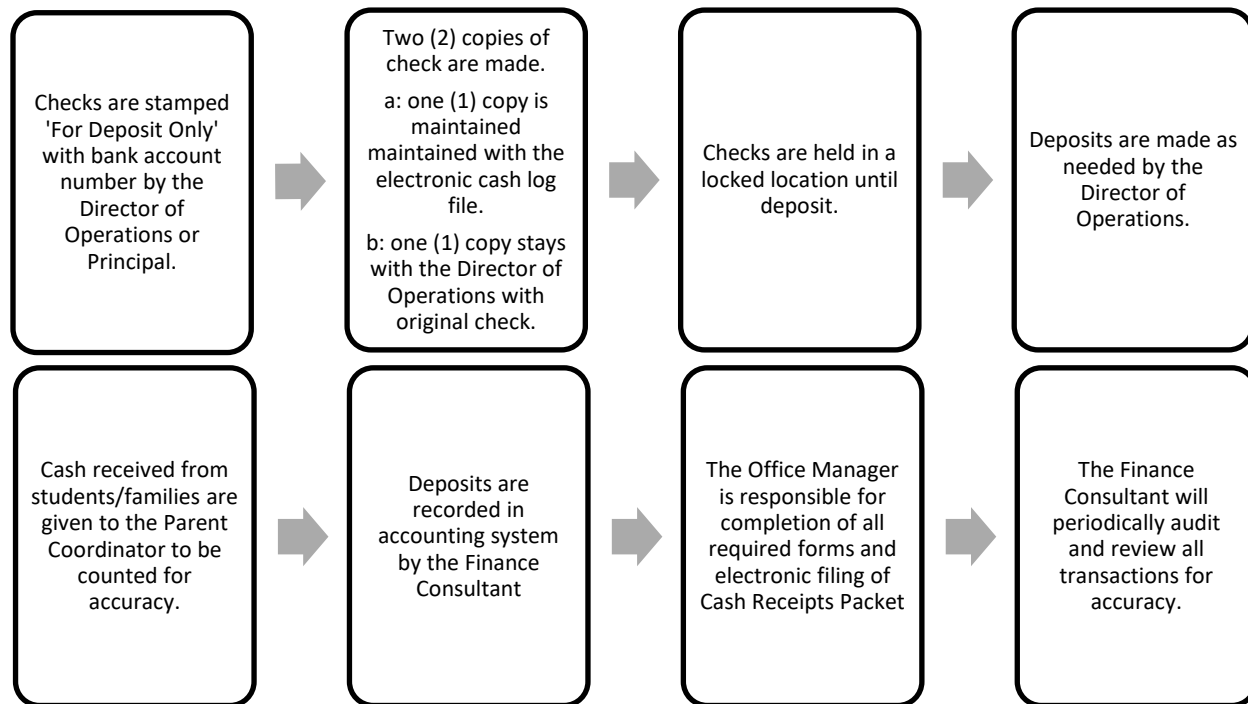 Checks are stamped
'For Deposit Only'
with bank account
number by the
Director of
Operations or
Principal.
Two (2) copies of
check are made.
a: one (1) copy is
maintained
maintained with the
electronic cash log
file.
b: one (1) copy stays
with the Director of
Operations with
original check.
Checks are held in a
locked location until
deposit.
Deposits are made as
needed by the
Director of
Operations.
Cash received from
students/families are
given to the Parent
Coordinator to be
counted for
accuracy.
Deposits are
recorded in
accounting system
by the Finance
Consultant
The Office Manager
is responsible for
completion of all
required forms and
electronic filing of
Cash Receipts Packet
The Finance
Consultant will
periodically audit
and review all
transactions for
accuracy.